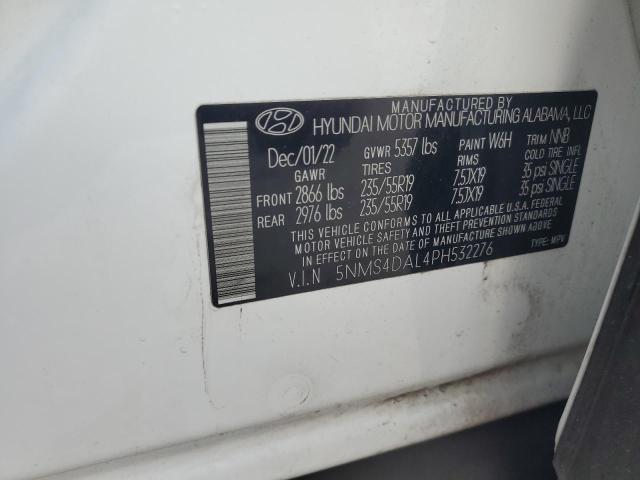 MANUFACTURED BY
HYUNDAI MOTOR MANUFACTURING ALABAMA, LLC
Dec/01/22 GVWR 5357 lbs PAINT W6H TRIM NNB
GAWR TIRES RIMS COLD TIRE INFL
FRONT 2866 lbs 235/55R19 7.5JX19 35 psi SINGLE
REAR 2976 lbs 235/55R19 7.5JX19 35 psi SINGLE
THIS VEHICLE CONFORMS TO ALL APPLICABLE U.S.A. FEDERAL
MOTOR VEHICLE SAFETY AND THEFT PREVENTION STANDARDS
IN EFFECT ON THE DATE OF MANUFACTURE SHOWN ABOVE
V.I.N 5NMS4DAL4PH532276 TYPE: MPV